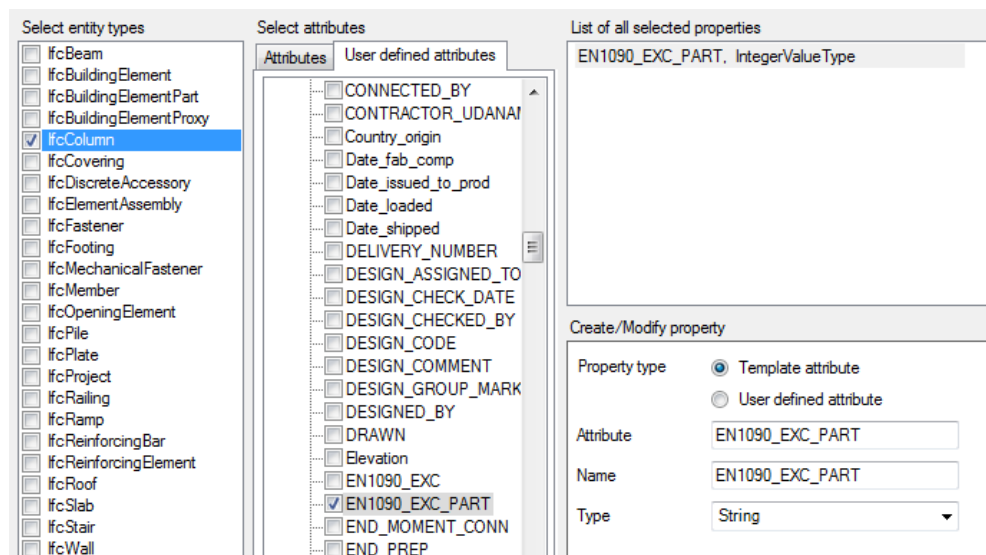 Select entity types
IfcBeam
IfcBuildingElement
IfcBuildingElementPart
IfcBuildingElementProxy
IfcColumn
IfcCovering
IfcDiscreteAccessory
IfcElementAssembly
IfcFastener
IfcFooting
IfcMechanicalFastener
IfcMember
IfcOpeningElement
IfcPile
IfcPlate
IfcProject
IfcRailing
IfcRamp
IfcReinforcingBar
IfcReinforcingElement
IfcRoof
IfcSlab
IfcStair
IfcWall
Select attributes
Attributes User defined attributes
CONNECTED_BY
CONTRACTOR_UDANAM
Country_origin
Date_fab_comp
Date_issued_to_prod
Date_loaded
Date_shipped
DELIVERY_NUMBER
DESIGN_ASSIGNED_TO
DESIGN_CHECK_DATE
DESIGN_CHECKED_BY
DESIGN_CODE
DESIGN_COMMENT
DESIGN_GROUP_MARK
DESIGNED_BY
DRAWN
Elevation
EN1090_EXC
EN1090_EXC_PART
END_MOMENT_CONN
END_PREP
List of all selected properties
EN1090_EXC_PART, IntegerValueType
Create/Modify property
Property type Template attribute
User defined attribute
Attribute EN1090_EXC_PART
Name EN1090_EXC_PART
Type String